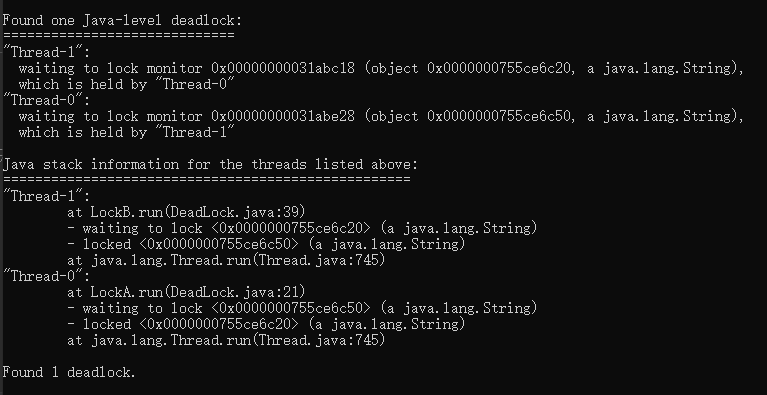 Found one Java-level deadlock:
=============================
"Thread-1":
  waiting to lock monitor 0x00000000031abc18 (object 0x0000000755ce6c20, a java.lang.String),
  which is held by "Thread-0"
"Thread-0":
  waiting to lock monitor 0x00000000031abe28 (object 0x0000000755ce6c50, a java.lang.String),
  which is held by "Thread-1"

Java stack information for the threads listed above:
===================================================
"Thread-1":
        at LockB.run(DeadLock.java:39)
        - waiting to lock <0x0000000755ce6c20> (a java.lang.String)
        - locked <0x0000000755ce6c50> (a java.lang.String)
        at java.lang.Thread.run(Thread.java:745)
"Thread-0":
        at LockA.run(DeadLock.java:21)
        - waiting to lock <0x0000000755ce6c50> (a java.lang.String)
        - locked <0x0000000755ce6c20> (a java.lang.String)
        at java.lang.Thread.run(Thread.java:745)

Found 1 deadlock.